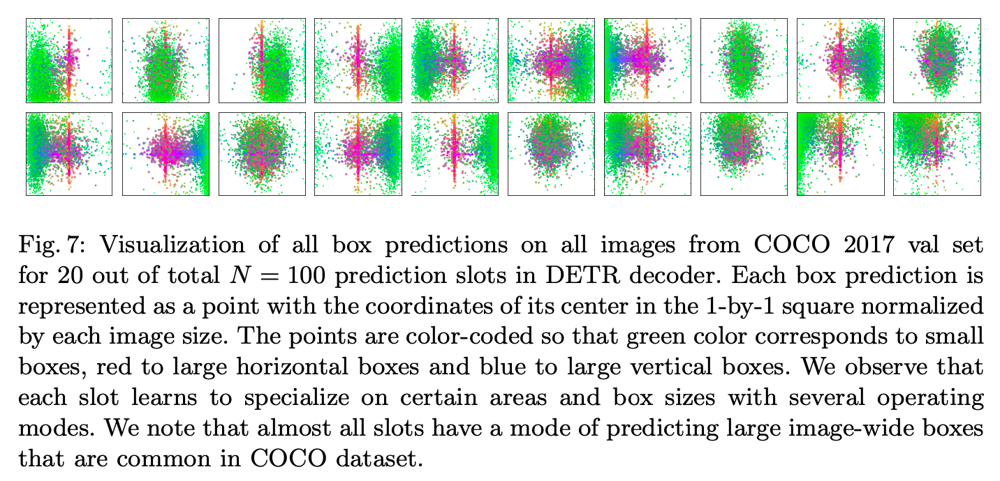 Fig. 7: Visualization of all box predictions on all images from COCO 2017 val set
for 20 out of total N = 100 prediction slots in DETR decoder. Each box prediction is
represented as a point with the coordinates of its center in the 1-by-1 square normalized
by each image size. The points are color-coded so that green color corresponds to small
boxes, red to large horizontal boxes and blue to large vertical boxes. We observe that
each slot learns to specialize on certain areas and box sizes with several operating
modes. We note that almost all slots have a mode of predicting large image-wide boxes
that are common in COCO dataset.